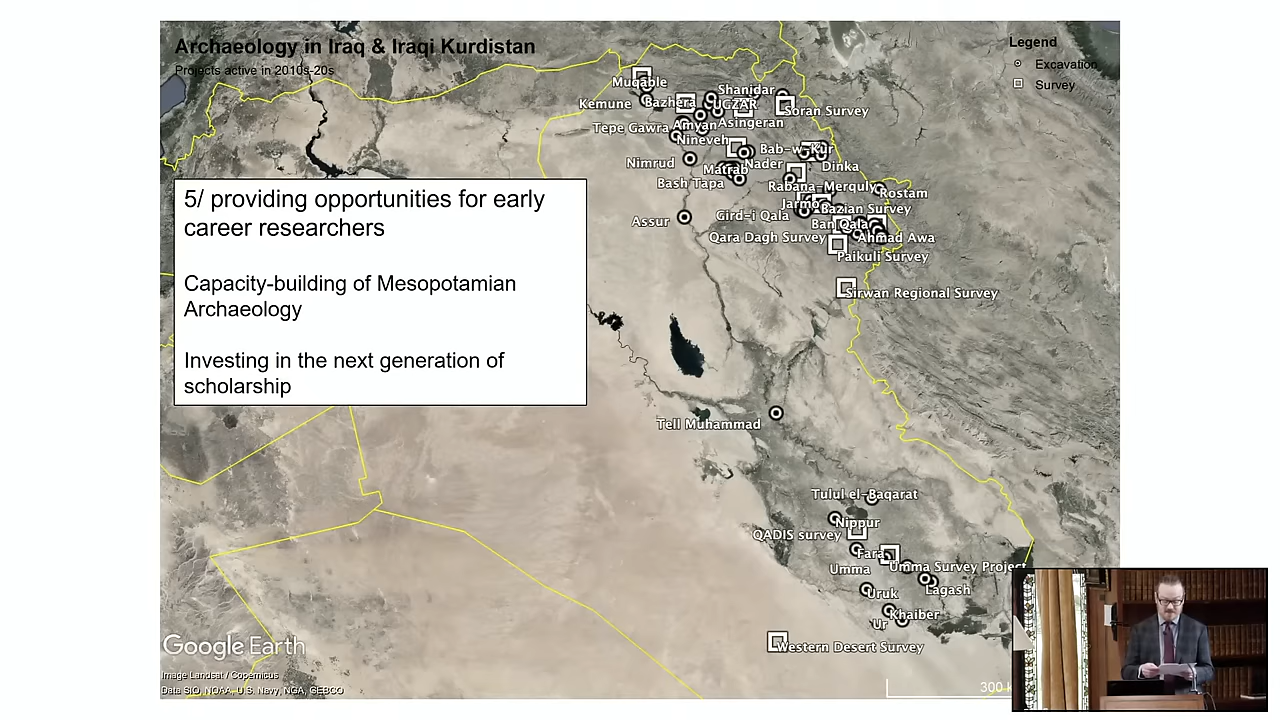 Archaeology in Iraq & Iraqi Kurdistan
Projects active in 2010s-20s
Legend
Excavation
Survey
Muqable
Shanidar
Kemune
Bazhera
UGZAR
Soran Survey
Tepe Gawra
Amyan
Asingeran
Nineveh
Bab-w-Kur
Nimrud
Matrab
Nader
Dinka
Bash Tapa
Rabana-Merquly
Rostam
Jarmo
Bazian Survey
Assur
Gird-i Qala
Ban Qala
Qara Dagh Survey
Ahmad Awa
Paikuli Survey
Sirwan Regional Survey
5/ providing opportunities for early
career researchers
Capacity-building of Mesopotamian
Archaeology
Investing in the next generation of
scholarship
Tell Muhammad
Tulul el-Baqarat
Nippur
QADIS survey
Fara
Umma
Umma Survey Project
Uruk
Lagash
Khaiber
Ur
Western Desert Survey
Google Earth
Image Landsat / Copernicus
Data SIO, NOAA, U.S. Navy, NGA, GEBCO
300